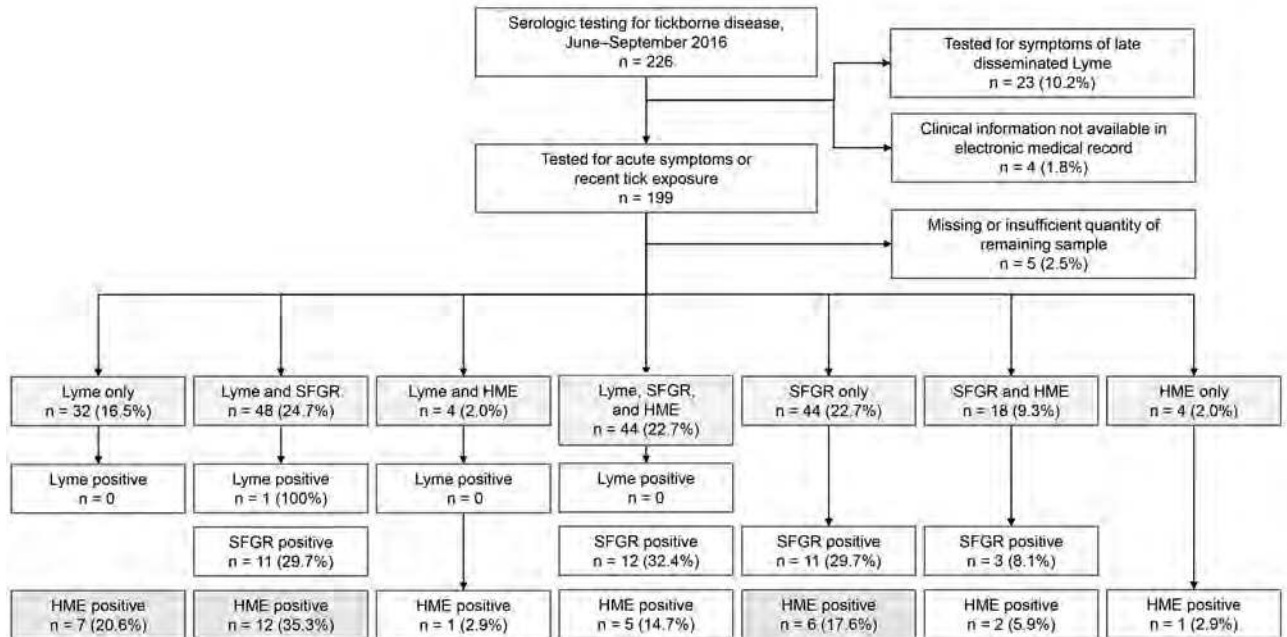 Serologic testing for tickborne disease,
June–September 2016
n = 226
Tested for symptoms of late
disseminated Lyme
n = 23 (10.2%)
Clinical information not available in
electronic medical record
n = 4 (1.8%)
Tested for acute symptoms or
recent tick exposure
n = 199
Missing or insufficient quantity of
remaining sample
n = 5 (2.5%)
Lyme only
n = 32 (16.5%)
Lyme and SFGR
n = 48 (24.7%)
Lyme and HME
n = 4 (2.0%)
Lyme, SFGR,
and HME
n = 44 (22.7%)
SFGR only
n = 44 (22.7%)
SFGR and HME
n = 18 (9.3%)
HME only
n = 4 (2.0%)
Lyme positive
n = 0
Lyme positive
n = 1 (100%)
Lyme positive
n = 0
Lyme positive
n = 0
SFGR positive
n = 11 (29.7%)
SFGR positive
n = 12 (32.4%)
SFGR positive
n = 11 (29.7%)
SFGR positive
n = 3 (8.1%)
HME positive
n = 7 (20.6%)
HME positive
n = 12 (35.3%)
HME positive
n = 1 (2.9%)
HME positive
n = 5 (14.7%)
HME positive
n = 6 (17.6%)
HME positive
n = 2 (5.9%)
HME positive
n = 1 (2.9%)